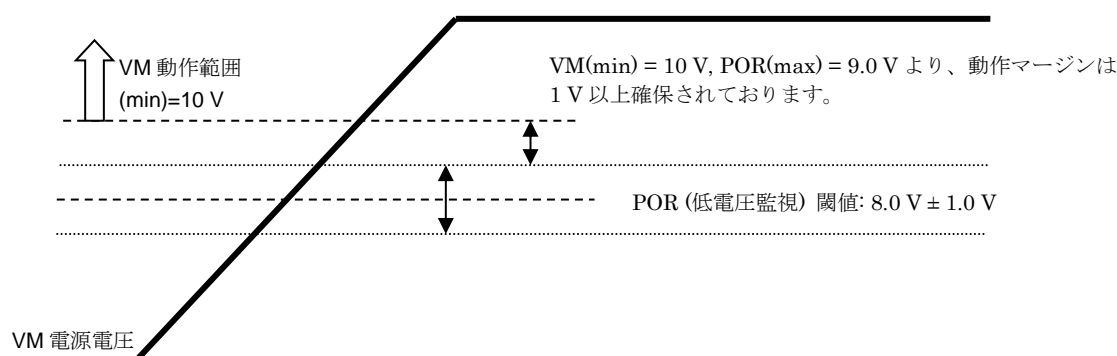 VM 動作範囲
(min)=10 V
VM(min) = 10 V, POR(max) = 9.0 V より、動作マージンは
1 V 以上確保されております。
POR (低電圧監視) 閾値: 8.0 V ± 1.0 V
VM 電源電圧